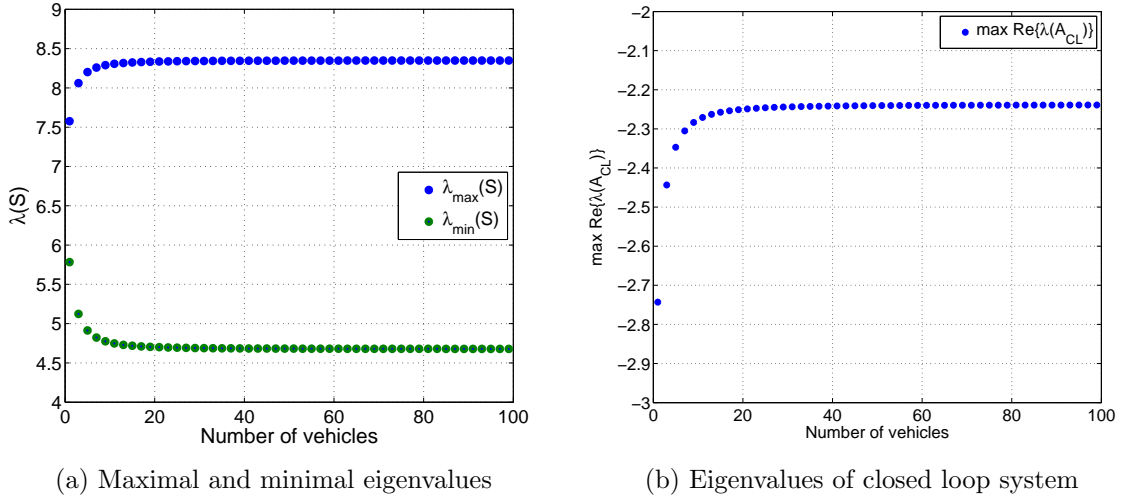 9
8.5
8
7.5
7
6.5
6
5.5
5
4.5
4
0 20 40 60 80 100
λ(S)
Number of vehicles
λmax(S)
λmin(S)
(a) Maximal and minimal eigenvalues
−2
−2.1
−2.2
−2.3
−2.4
−2.5
−2.6
−2.7
−2.8
−2.9
−3
0 20 40 60 80 100
max Re{λ(ACL)}
Number of vehicles
max Re{λ(ACL)}
(b) Eigenvalues of closed loop system